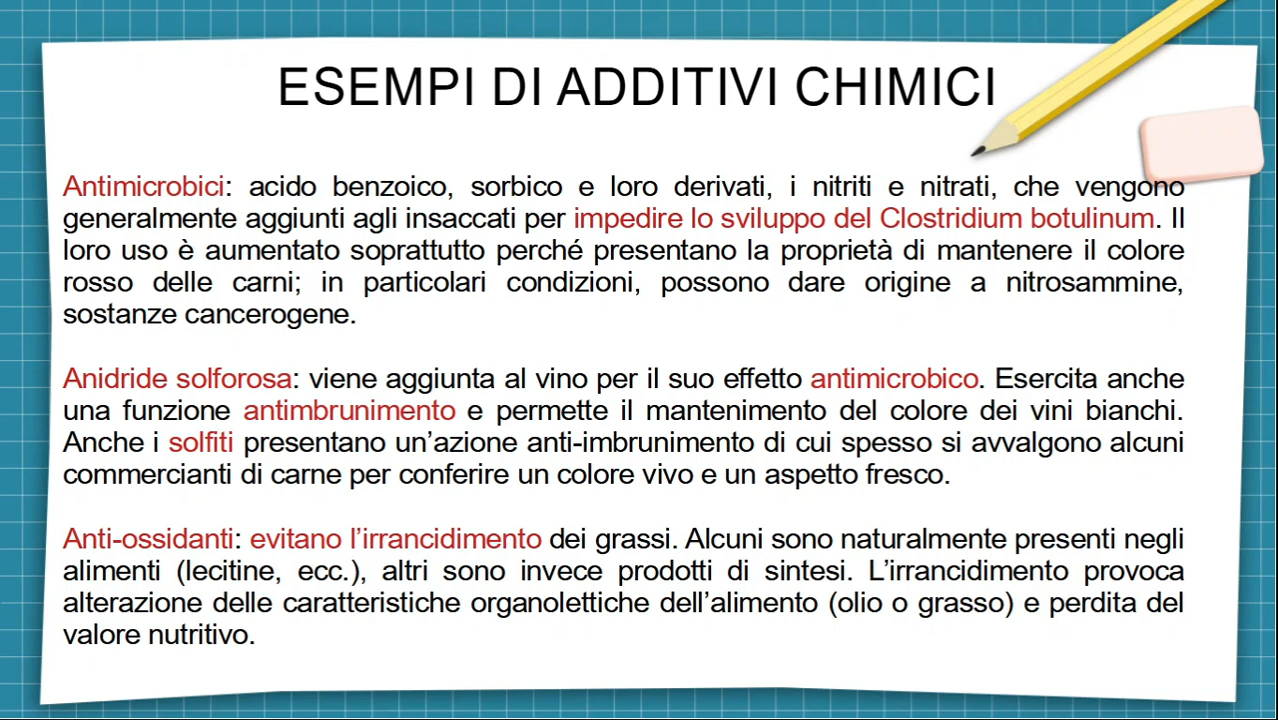 ESEMPI DI ADDITIVI CHIMICI
Antimicrobici: acido benzoico, sorbico e loro derivati, i nitriti e nitrati, che vengono
generalmente aggiunti agli insaccati per impedire lo sviluppo del Clostridium botulinum. Il
loro uso è aumentato soprattutto perché presentano la proprietà di mantenere il colore
rosso delle carni; in particolari condizioni, possono dare origine a nitrosammine,
sostanze cancerogene.
Anidride solforosa: viene aggiunta al vino per il suo effetto antimicrobico. Esercita anche
una funzione antimbrunimento e permette il mantenimento del colore dei vini bianchi.
Anche i solfiti presentano un’azione anti-imbrunimento di cui spesso si avvalgono alcuni
commercianti di carne per conferire un colore vivo e un aspetto fresco.
Anti-ossidanti: evitano l’irrancidimento dei grassi. Alcuni sono naturalmente presenti negli
alimenti (lecitine, ecc.), altri sono invece prodotti di sintesi. L’irrancidimento provoca
alterazione delle caratteristiche organolettiche dell’alimento (olio o grasso) e perdita del
valore nutritivo.